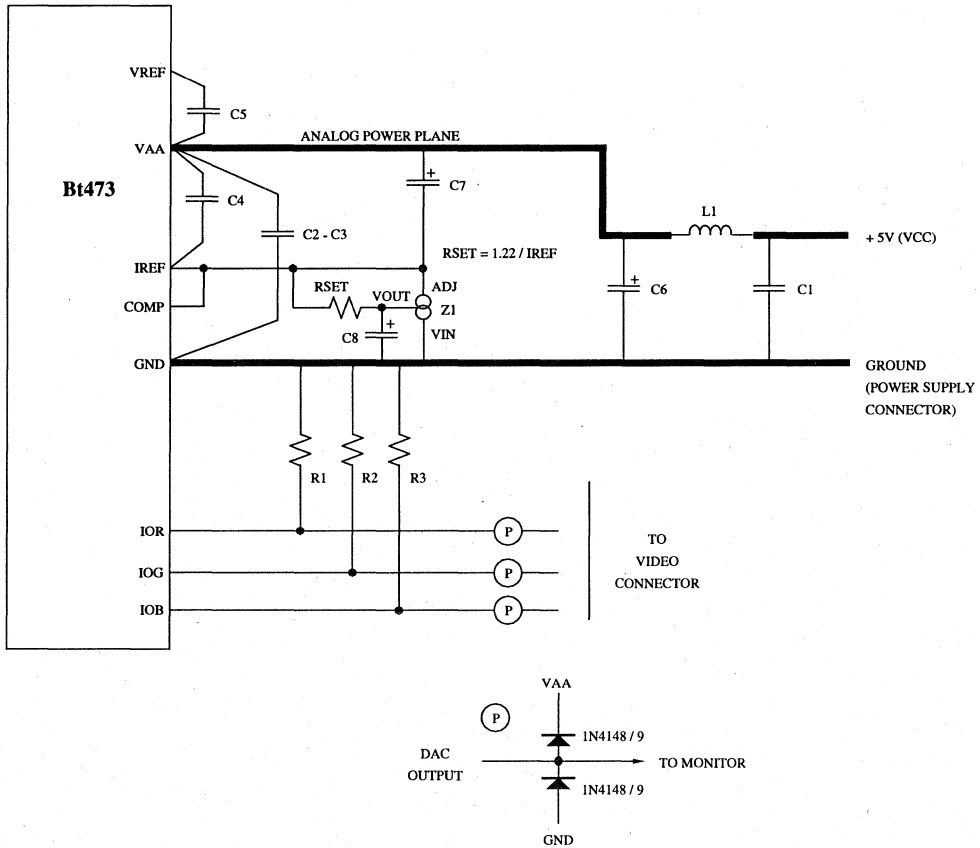 VREF
C5
ANALOG POWER PLANE
VAA
Bt473
C4
+
C7
C2 - C3
L1
+ 5V (VCC)
RSET = 1.22 / IREF
IREF
RSET
ADJ
VOUT
Z1
COMP
+
C8
VIN
+
C6
C1
GND
GROUND
(POWER SUPPLY
CONNECTOR)
R1
R2
R3
IOR
P
IOG
P
IOB
P
TO
VIDEO
CONNECTOR
VAA
P
1N4148 / 9
DAC
OUTPUT
TO MONITOR
1N4148 / 9
GND